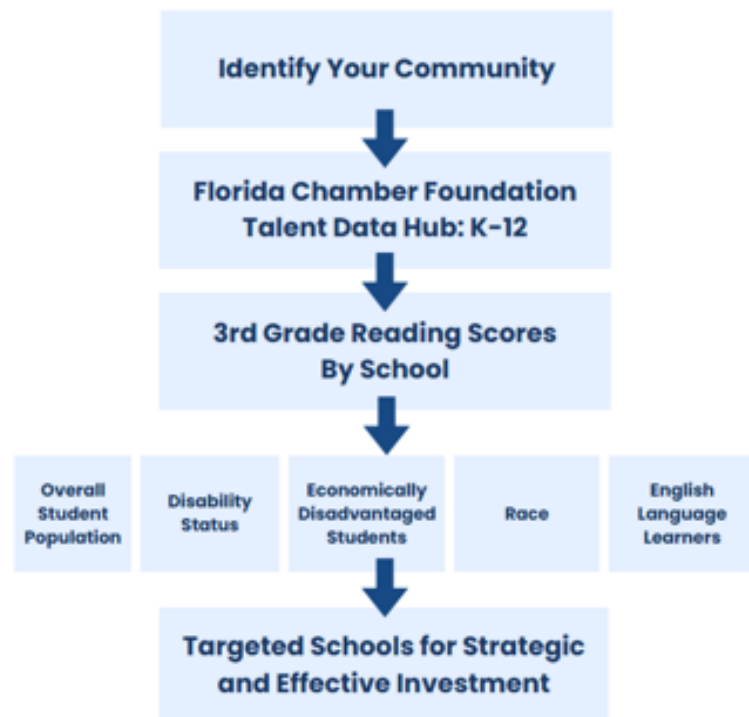 Identify Your Community
Florida Chamber Foundation
Talent Data Hub: K-12
3rd Grade Reading Scores
By School
Overall
Student
Population
Disability
Status
Economically
Disadvantaged
Students
Race
English
Language
Learners
Targeted Schools for Strategic
and Effective Investment